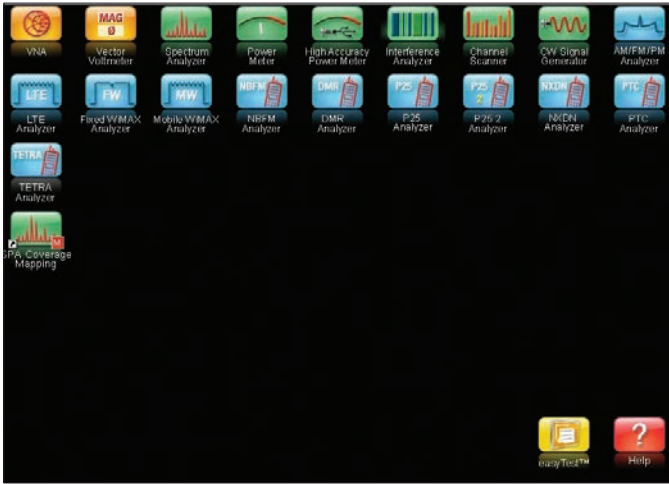 MAG
0
VNA
Vector
Voltmeter
Spectrum
Analyzer
Power
Meter
High Accuracy
Power Meter
Interference
Analyzer
Channel
Scanner
CW Signal
Generator
AM/FM/PM
Analyzer
LTE
LTE
Analyzer
FW
Fixed WiMAX
Analyzer
MW
Mobile WiMAX
Analyzer
NBFM
NBFM
Analyzer
DMR
DMR
Analyzer
P25
P25
Analyzer
P25
2
P25 2
Analyzer
NXDN
NXDN
Analyzer
PTC
PTC
Analyzer
TETRA
TETRA
Analyzer
M
SPA Coverage
Mapping
easyTest™
?
Help